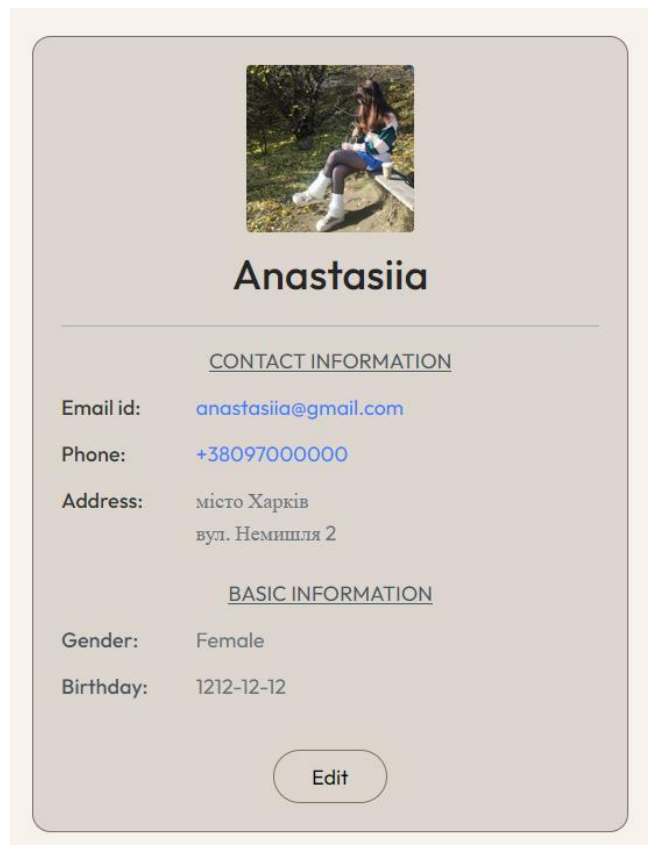 Anastasiia
CONTACT INFORMATION
Email id: anastasiia@gmail.com
Phone: +38097000000
Address: місто Харків
вул. Немишля 2
BASIC INFORMATION
Gender: Female
Birthday: 1212-12-12
Edit